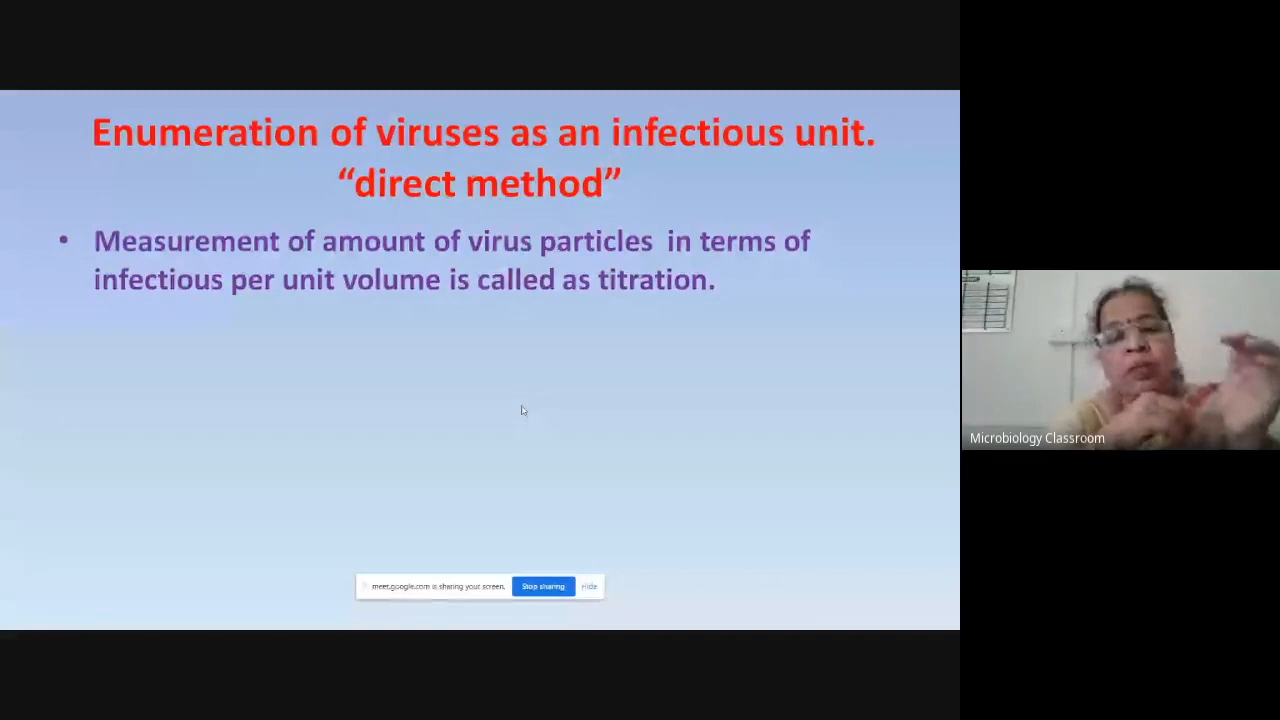 Enumeration of viruses as an infectious unit.
“direct method”
• Measurement of amount of virus particles in terms of
infectious per unit volume is called as titration.
meet.google.com is sharing your screen. Stop sharing Hide
Microbiology Classroom